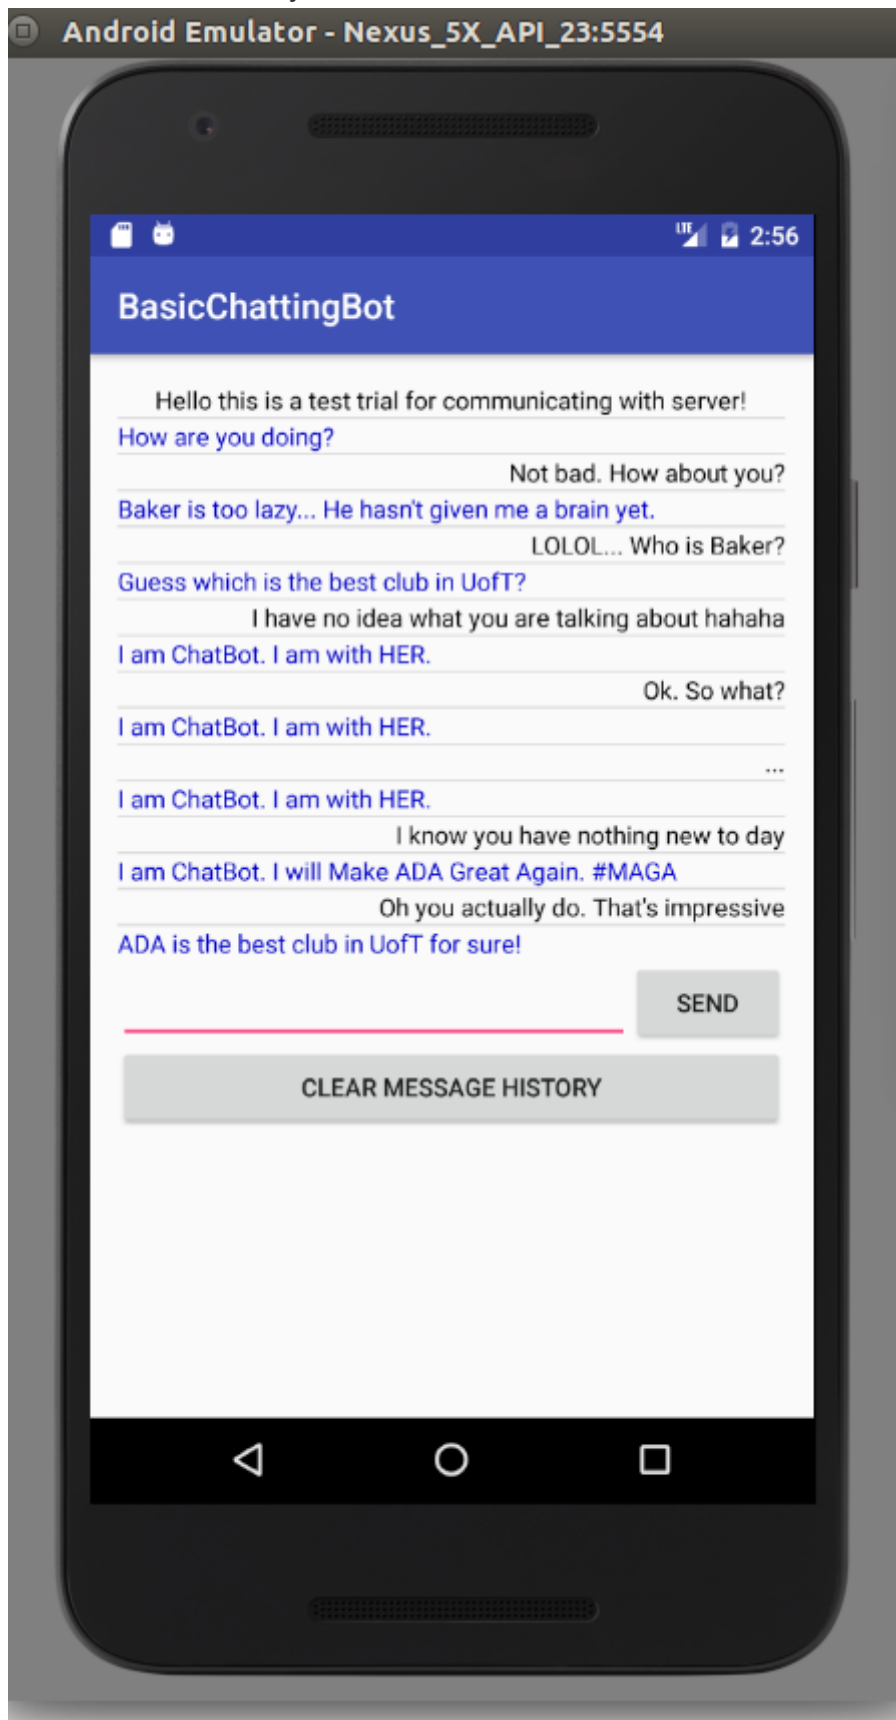 Android Emulator - Nexus_5X_API_23:5554
LTE 2:56
BasicChattingBot
Hello this is a test trial for communicating with server!
How are you doing?
Not bad. How about you?
Baker is too lazy... He hasn't given me a brain yet.
LOLOL... Who is Baker?
Guess which is the best club in UofT?
I have no idea what you are talking about hahaha
I am ChatBot. I am with HER.
Ok. So what?
I am ChatBot. I am with HER.
...
I am ChatBot. I am with HER.
I know you have nothing new to day
I am ChatBot. I will Make ADA Great Again. #MAGA
Oh you actually do. That's impressive
ADA is the best club in UofT for sure!
SEND
CLEAR MESSAGE HISTORY